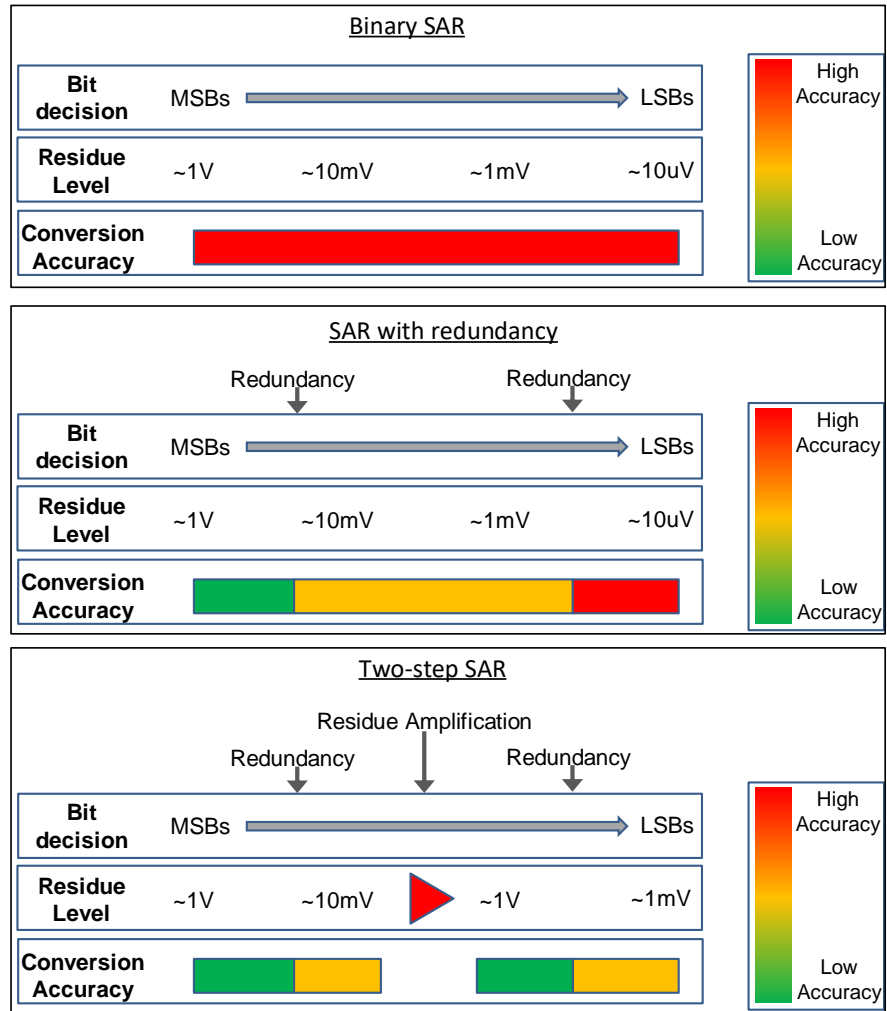 Binary SAR
Bit
decision
MSBs
LSBs
High
Accuracy
Residue
Level
~1V
~10mV
~1mV
~10uV
Conversion
Accuracy
Low
Accuracy
SAR with redundancy
Redundancy
Redundancy
Bit
decision
MSBs
LSBs
High
Accuracy
Residue
Level
~1V
~10mV
~1mV
~10uV
Conversion
Accuracy
Low
Accuracy
Two-step SAR
Residue Amplification
Redundancy
Redundancy
Bit
decision
MSBs
LSBs
High
Accuracy
Residue
Level
~1V
~10mV
~1V
~1mV
Conversion
Accuracy
Low
Accuracy